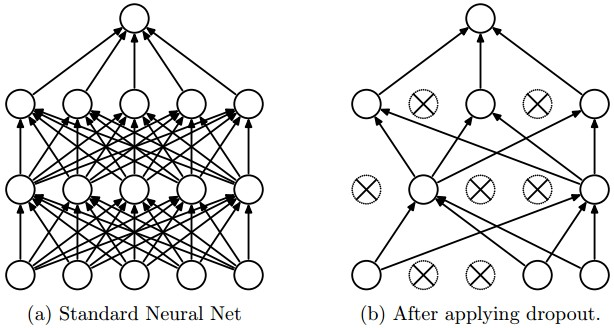 (a) Standard Neural Net
(b) After applying dropout.